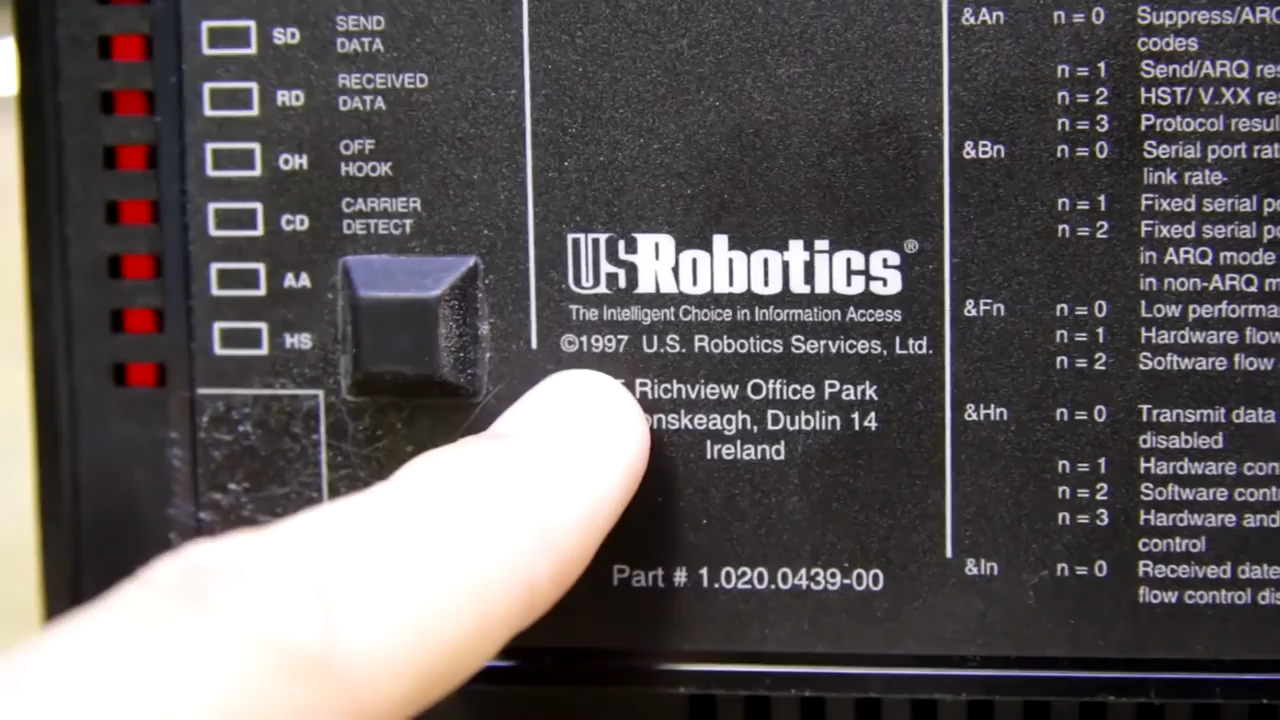 SD SEND
DATA
RD RECEIVED
DATA
OH OFF
HOOK
CD CARRIER
DETECT
AA
HS
USRobotics®
The Intelligent Choice in Information Access
©1997 U.S. Robotics Services, Ltd.
Richview Office Park
onskeagh, Dublin 14
Ireland
Part # 1.020.0439-00
&An n = 0 Suppress/ARQ
codes
n = 1 Send/ARQ re
n = 2 HST/ V.XX re
n = 3 Protocol resul
&Bn n = 0 Serial port rat
link rate-
n = 1 Fixed serial po
n = 2 Fixed serial po
in ARQ mode
in non-ARQ m
&Fn n = 0 Low performa
n = 1 Hardware flow
n = 2 Software flow
&Hn n = 0 Transmit data
disabled
n = 1 Hardware con
n = 2 Software cont
n = 3 Hardware and
control
&In n = 0 Received date
flow control dis